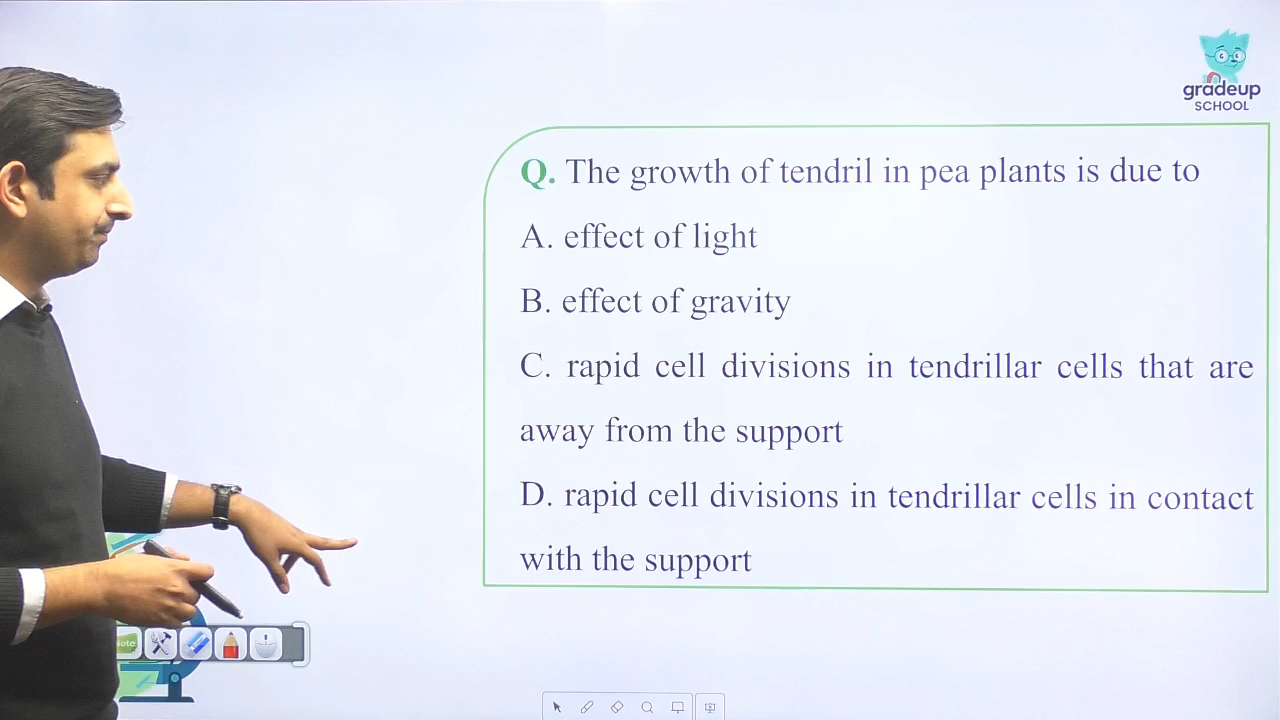 gradeup
SCHOOL
Q. The growth of tendril in pea plants is due to
A. effect of light
B. effect of gravity
C. rapid cell divisions in tendrillar cells that are
away from the support
D. rapid cell divisions in tendrillar cells in contact
with the support
Note